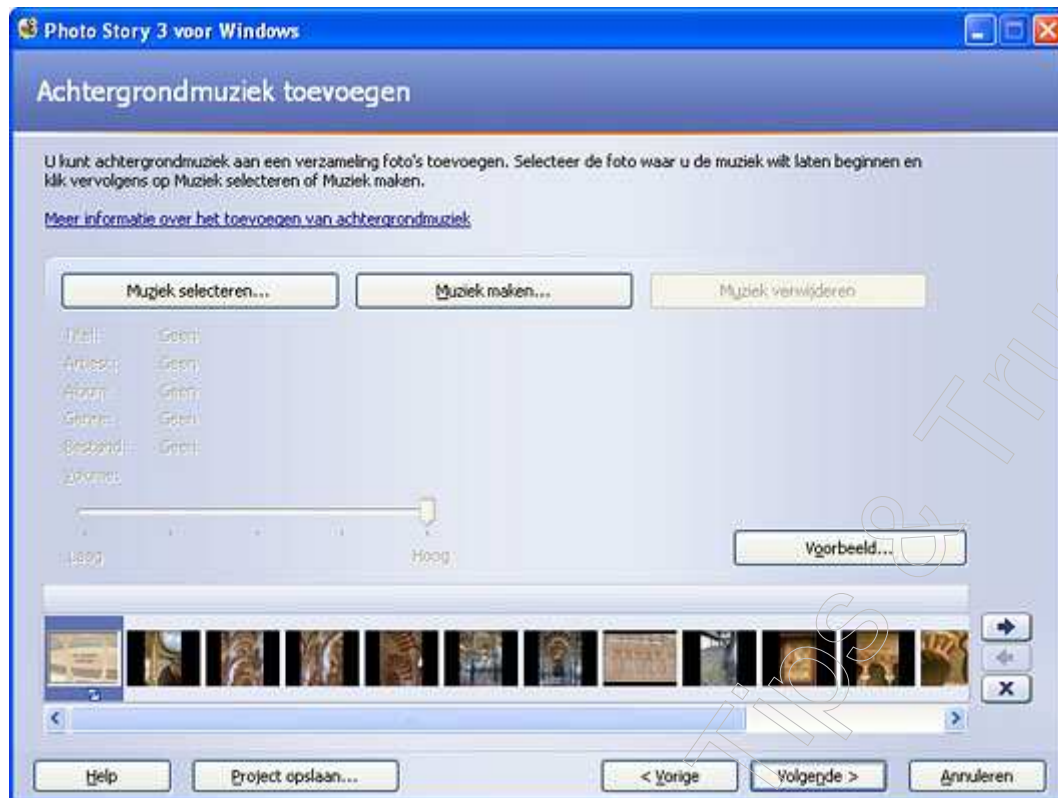 Photo Story 3 voor Windows
Achtergrondmuziek toevoegen
U kunt achtergrondmuziek aan een verzameling foto's toevoegen. Selecteer de foto waar u de muziek wilt laten beginnen en
klik vervolgens op Muziek selecteren of Muziek maken.
Meer informatie over het toevoegen van achtergrondmuziek
Muziek selecteren...
Muziek maken...
Muziek verwijderen
Titel: Geen
Artiest: Geen
Album: Geen
Genre: Geen
Bestand: Geen
Volume:
Laag
Hoog
Voorbeeld...
Help
Project opslaan...
< Vorige
Volgende >
Annuleren
Tips & Tru